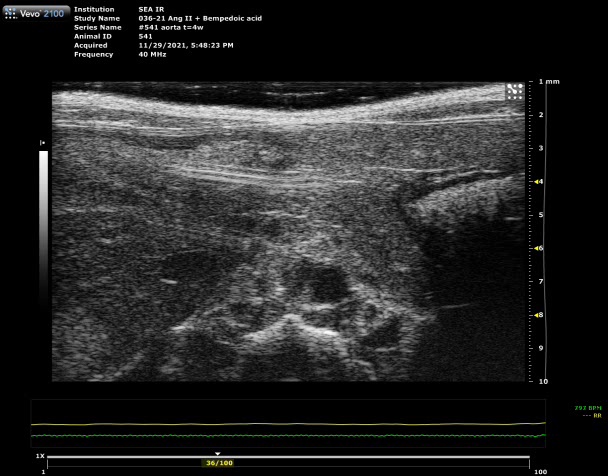 Vevo 2100
Institution SEA IR
Study Name 036-21 Ang II + Bempedoic acid
Series Name #541 aorta t=4w
Animal ID 541
Acquired 11/29/2021, 5:48:23 PM
Frequency 40 MHz
1 mm
2
3
4
5
6
7
8
9
10
BPM
--- RR
1X
36/100
1
100